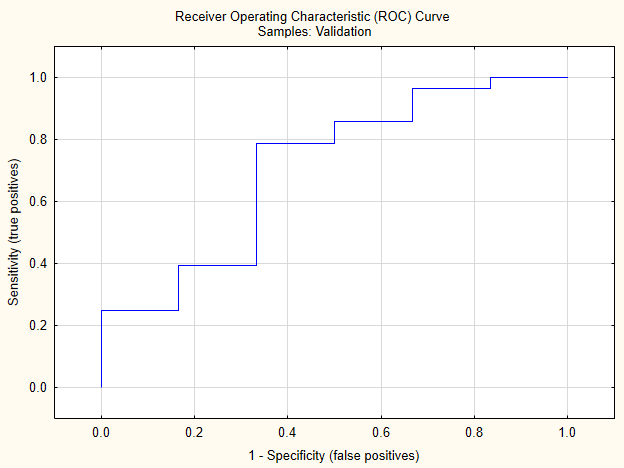 Receiver Operating Characteristic (ROC) Curve
Samples: Validation
1.0
0.8
0.6
0.4
0.2
0.0
Sensitivity (true positives)
0.0 0.2 0.4 0.6 0.8 1.0
1 - Specificity (false positives)